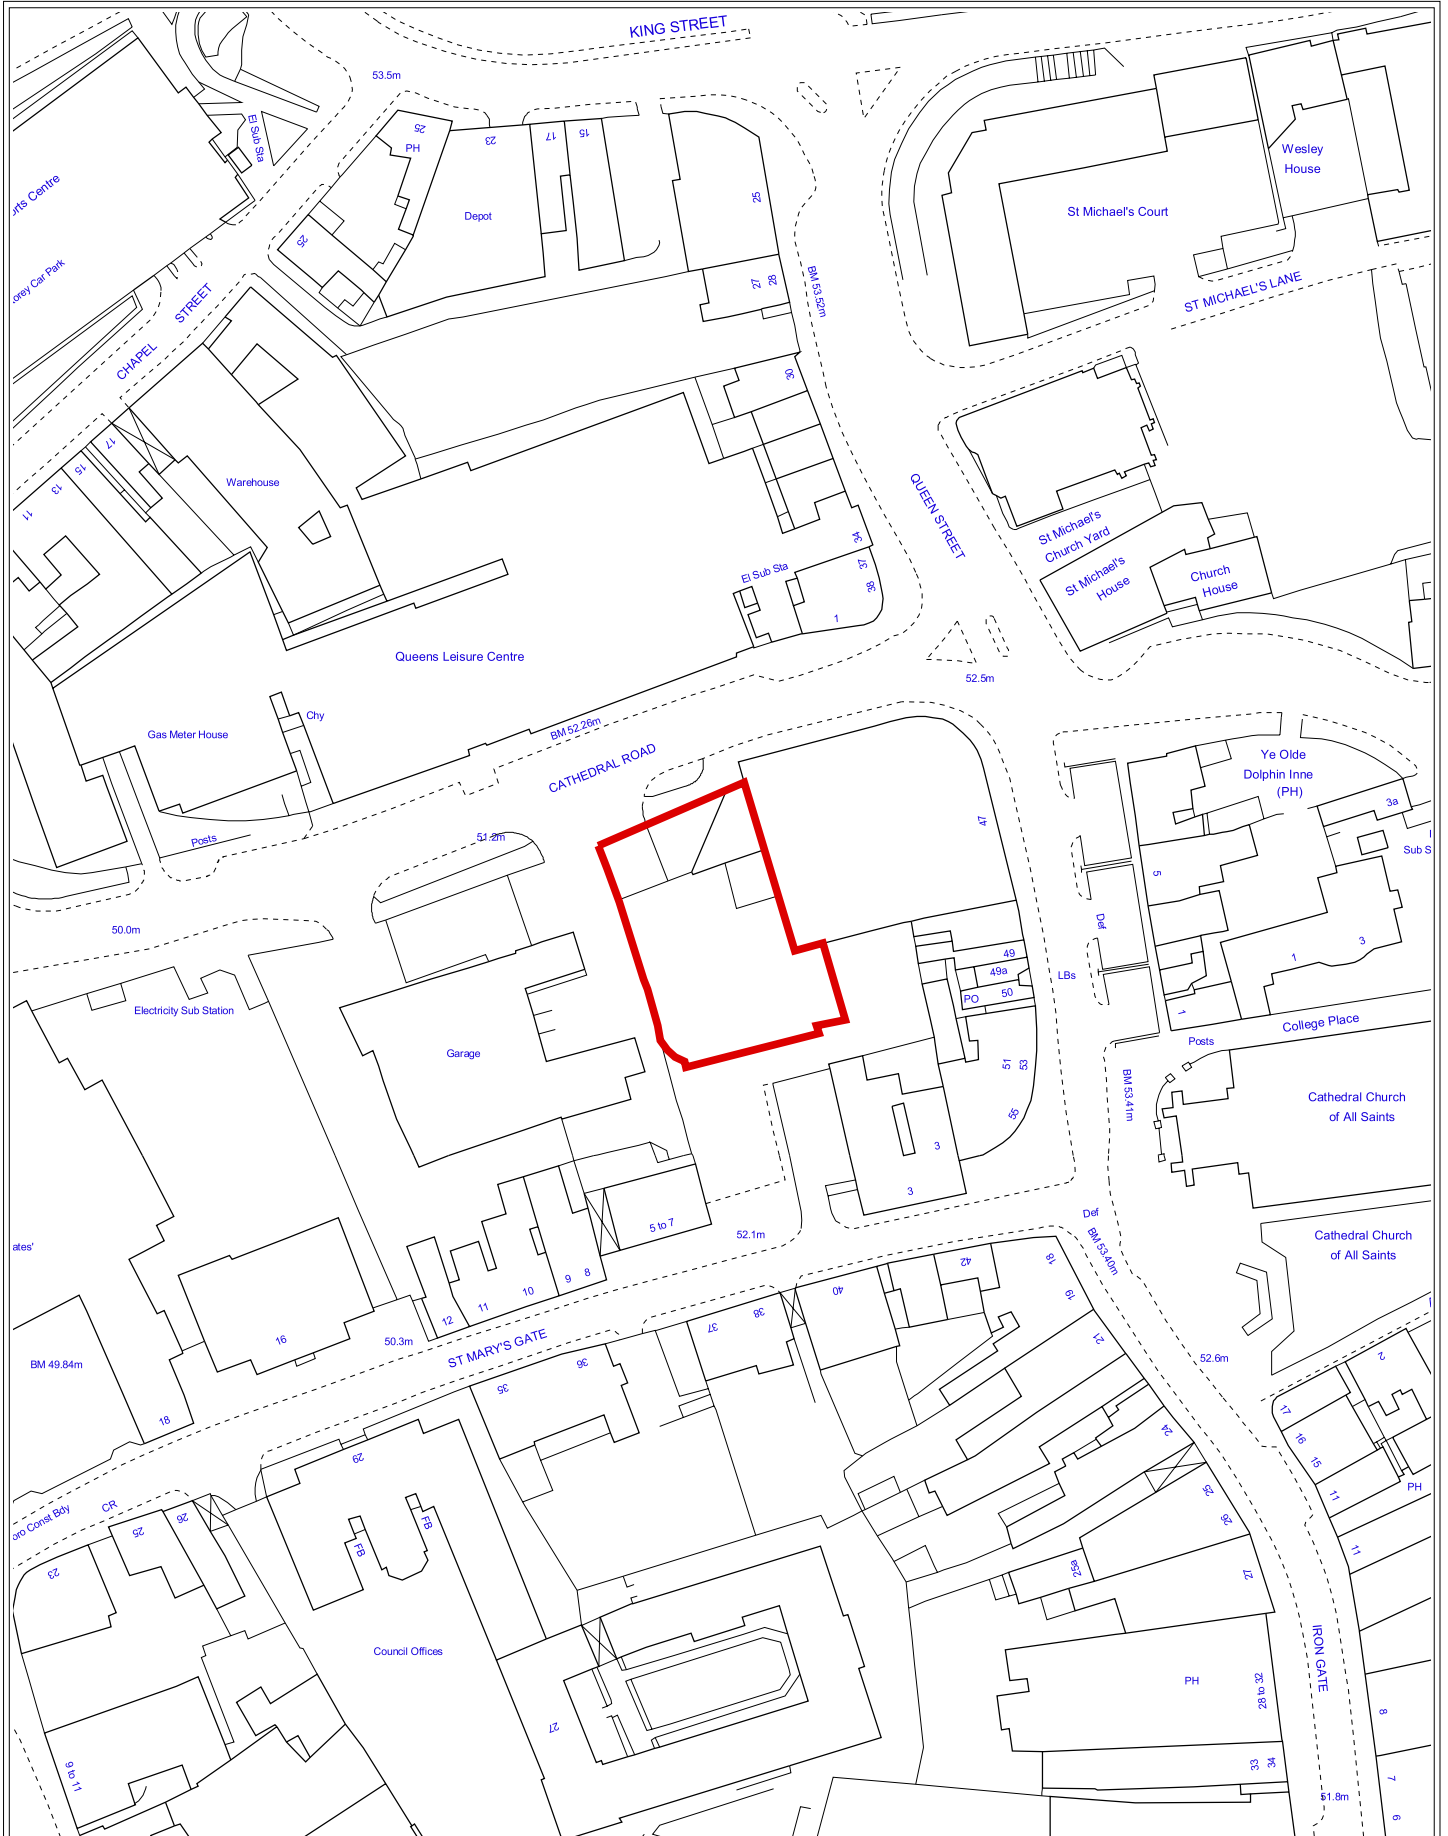 KING STREET
53.5m
El Sub Sta
25
PH
23
17
15
Wesley
House
orts Centre
Depot
25
St Michael's Court
25
orey Car Park
27
28
BM 53.52m
ST MICHAEL'S LANE
CHAPEL STREET
30
17
15
13
11
Warehouse
QUEEN STREET
St Michael's
Church Yard
34
37
38
El Sub Sta
St Michael's
House
Church
House
1
Queens Leisure Centre
52.5m
Chy
Gas Meter House
BM 52.26m
CATHEDRAL ROAD
Ye Olde
Dolphin Inne
(PH)
3a
47
51.2m
Posts
Sub S
5
50.0m
Def
3
1
49
49a
50
PO
LBs
Electricity Sub Station
1
College Place
Posts
Garage
51
53
55
BM 53.41m
Cathedral Church
of All Saints
3
3
5 to 7
52.1m
Def
BM 53.40m
Cathedral Church
of All Saints
ates'
8
9
10
11
12
18
42
40
38
37
19
21
16
50.3m
ST MARY'S GATE
36
35
52.6m
2
BM 49.84m
18
17
16
15
11
24
29
PH
25
26
oro Const Bdy
CR
25
26
FB
FB
11
23
25a
27
Council Offices
IRON GATE
PH
28 to 32
27
8
9 to 11
33
34
7
51.8m
6